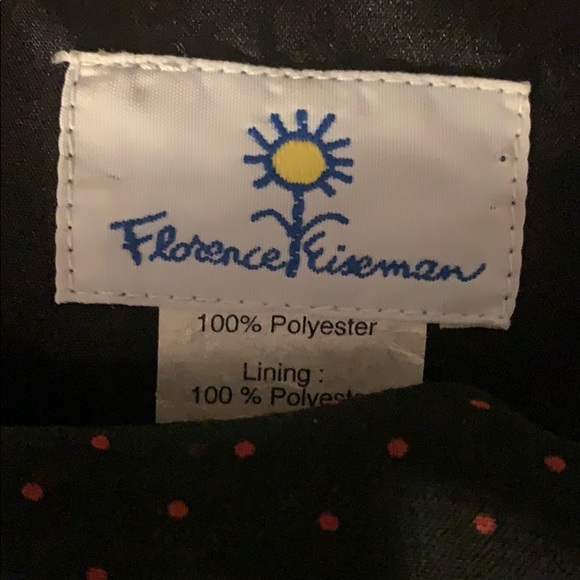 Florence Eiseman
100% Polyester
Lining :
100 %